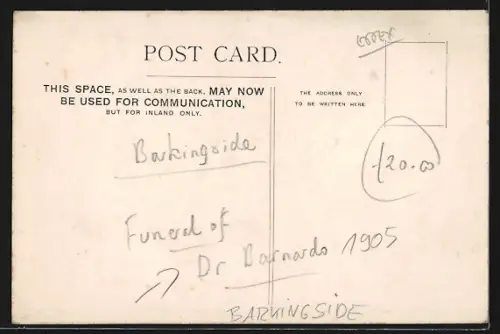 ESSEX
POST CARD.
THIS SPACE, AS WELL AS THE BACK, MAY NOW
BE USED FOR COMMUNICATION,
BUT FOR INLAND ONLY.
THE ADDRESS ONLY
TO BE WRITTEN HERE.
Barkingside
£20.00
Funeral of
Dr Barnardo 1905
BARKINGSIDE